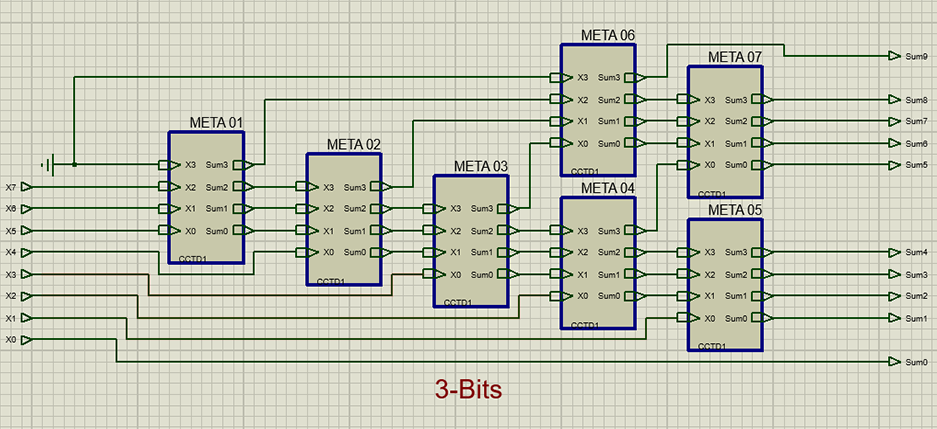 META 06
X3 Sum3
X2 Sum2
X1 Sum1
X0 Sum0
CCTD1
META 07
X3 Sum3
X2 Sum2
X1 Sum1
X0 Sum0
CCTD1
META 01
X3 Sum3
X2 Sum2
X1 Sum1
X0 Sum0
CCTD1
META 02
X3 Sum3
X2 Sum2
X1 Sum1
X0 Sum0
CCTD1
META 03
X3 Sum3
X2 Sum2
X1 Sum1
X0 Sum0
CCTD1
META 04
X3 Sum3
X2 Sum2
X1 Sum1
X0 Sum0
CCTD1
META 05
X3 Sum3
X2 Sum2
X1 Sum1
X0 Sum0
CCTD1
X7
X6
X5
X4
X3
X2
X1
X0
Sum9
Sum8
Sum7
Sum6
Sum5
Sum4
Sum3
Sum2
Sum1
Sum0
3-Bits